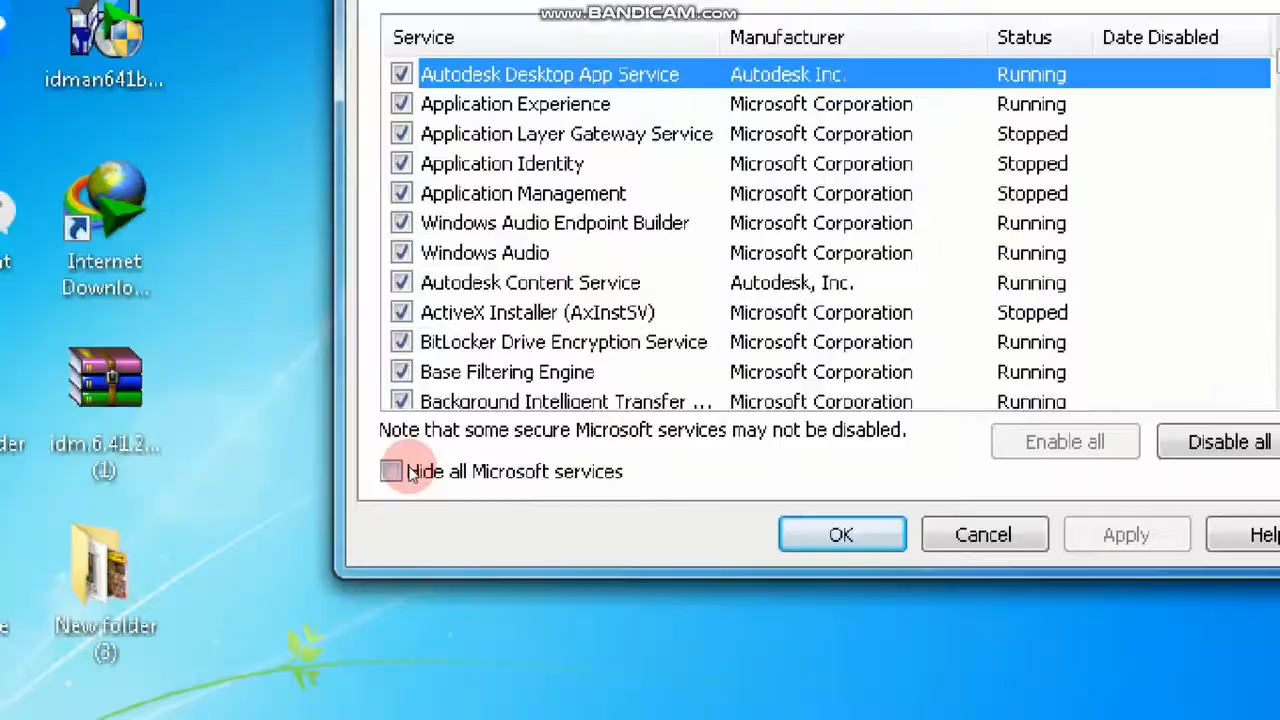 www.BANDICAM.com
idman641b...
Internet
Downlo...
idm.6.41.2...
(1)
New folder
(3)
Service Manufacturer Status Date Disabled
Autodesk Desktop App Service Autodesk Inc. Running
Application Experience Microsoft Corporation Running
Application Layer Gateway Service Microsoft Corporation Stopped
Application Identity Microsoft Corporation Stopped
Application Management Microsoft Corporation Stopped
Windows Audio Endpoint Builder Microsoft Corporation Running
Windows Audio Microsoft Corporation Running
Autodesk Content Service Autodesk, Inc. Running
ActiveX Installer (AxInstSV) Microsoft Corporation Stopped
BitLocker Drive Encryption Service Microsoft Corporation Running
Base Filtering Engine Microsoft Corporation Running
Background Intelligent Transfer ... Microsoft Corporation Running
Note that some secure Microsoft services may not be disabled.
Enable all Disable all
Hide all Microsoft services
OK Cancel Apply Help